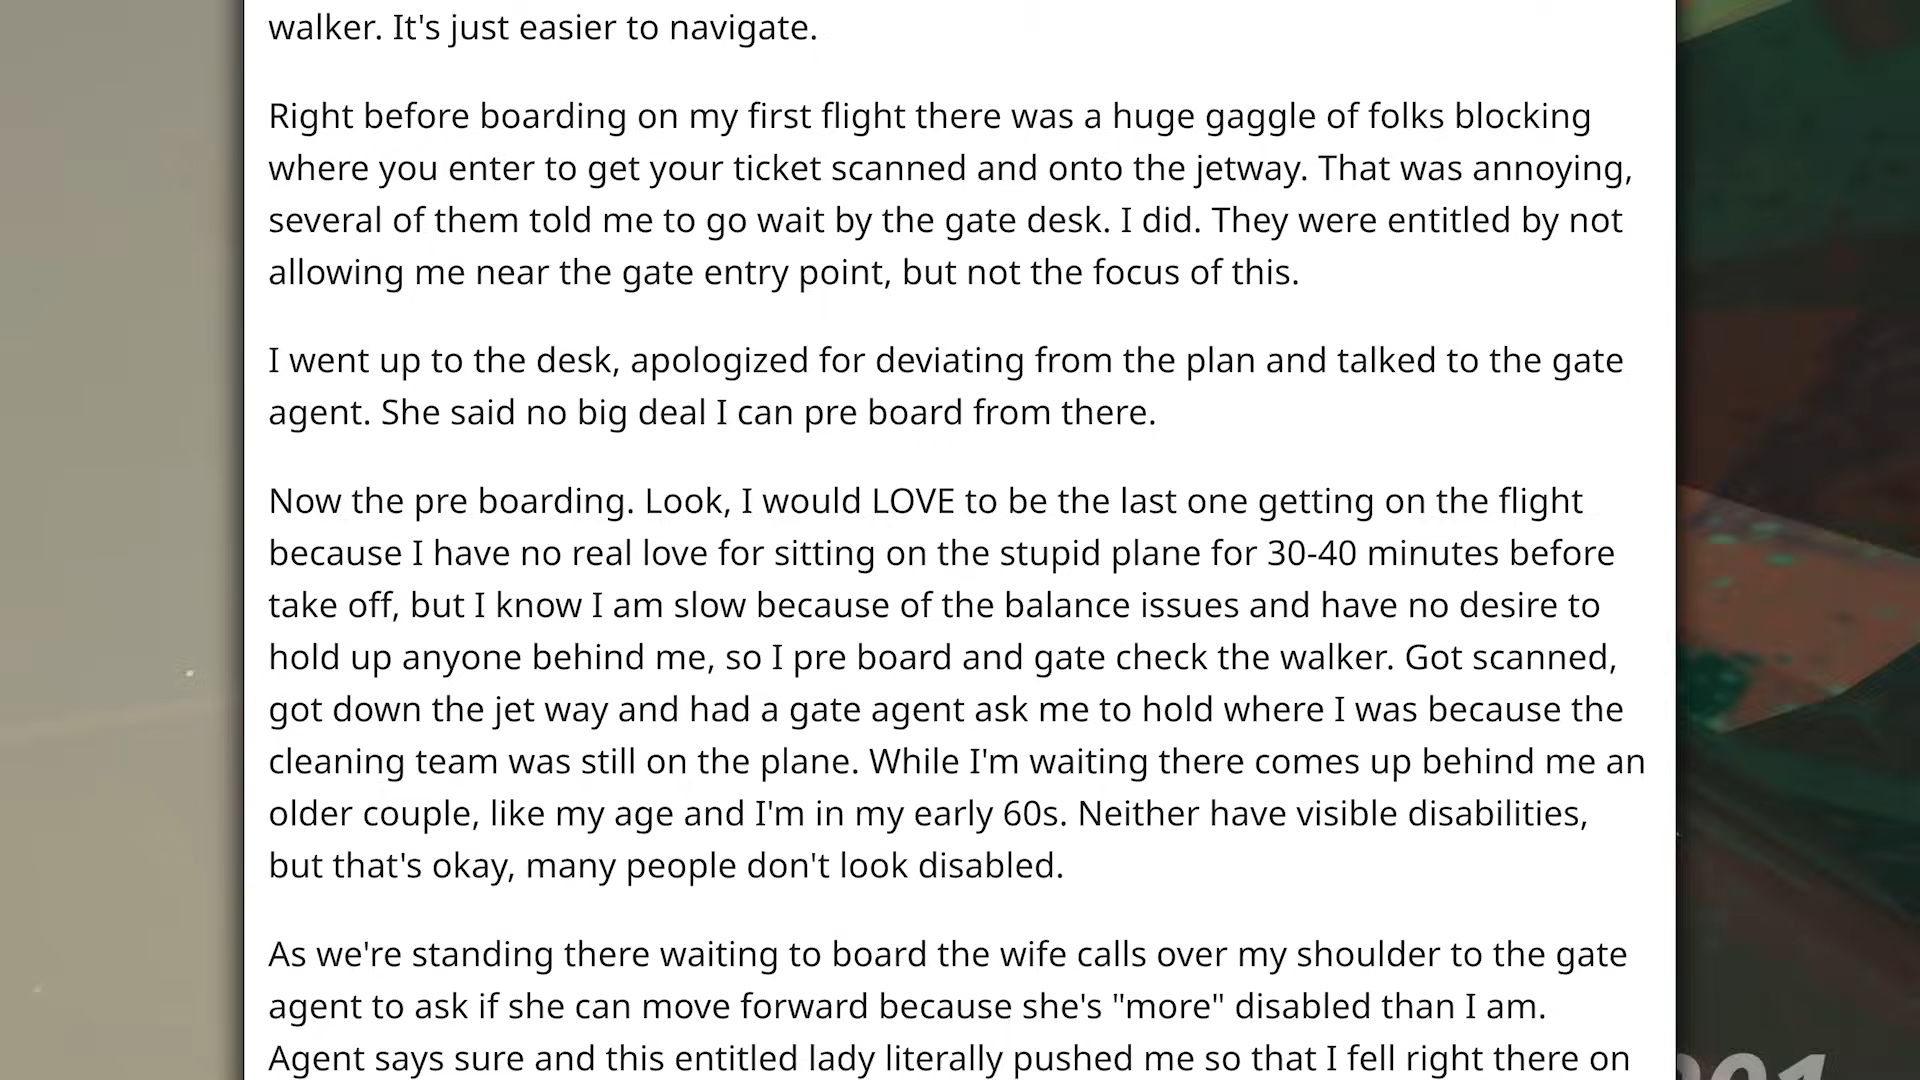 walker. It's just easier to navigate.
Right before boarding on my first flight there was a huge gaggle of folks blocking
where you enter to get your ticket scanned and onto the jetway. That was annoying,
several of them told me to go wait by the gate desk. I did. They were entitled by not
allowing me near the gate entry point, but not the focus of this.
I went up to the desk, apologized for deviating from the plan and talked to the gate
agent. She said no big deal I can pre board from there.
Now the pre boarding. Look, I would LOVE to be the last one getting on the flight
because I have no real love for sitting on the stupid plane for 30-40 minutes before
take off, but I know I am slow because of the balance issues and have no desire to
hold up anyone behind me, so I pre board and gate check the walker. Got scanned,
got down the jet way and had a gate agent ask me to hold where I was because the
cleaning team was still on the plane. While I'm waiting there comes up behind me an
older couple, like my age and I'm in my early 60s. Neither have visible disabilities,
but that's okay, many people don't look disabled.
As we're standing there waiting to board the wife calls over my shoulder to the gate
agent to ask if she can move forward because she's "more" disabled than I am.
Agent says sure and this entitled lady literally pushed me so that I fell right there on